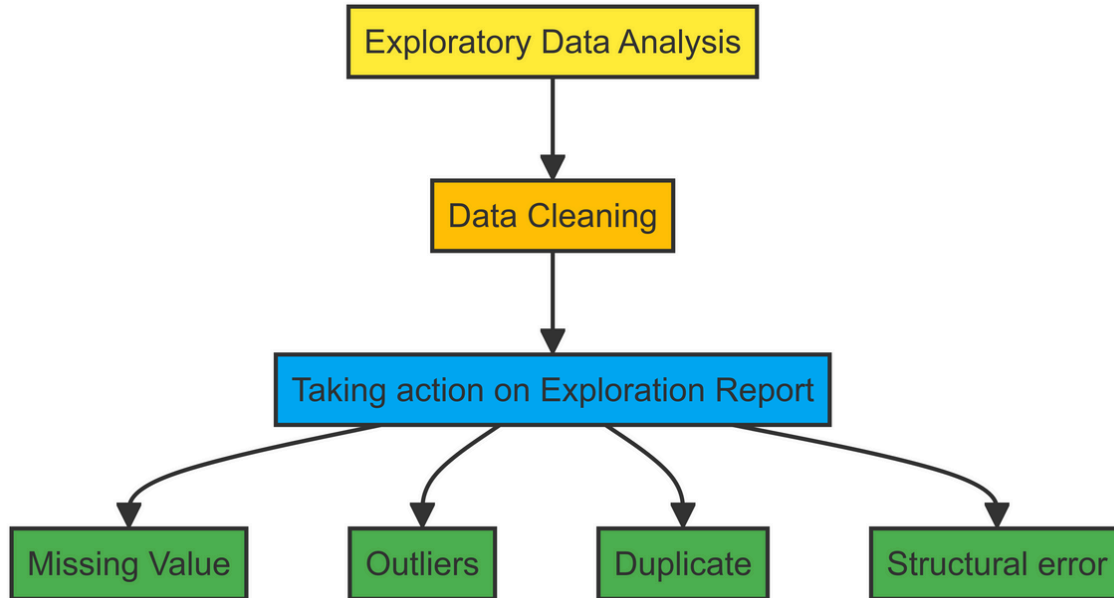 Exploratory Data Analysis
Data Cleaning
Taking action on Exploration Report
Missing Value
Outliers
Duplicate
Structural error